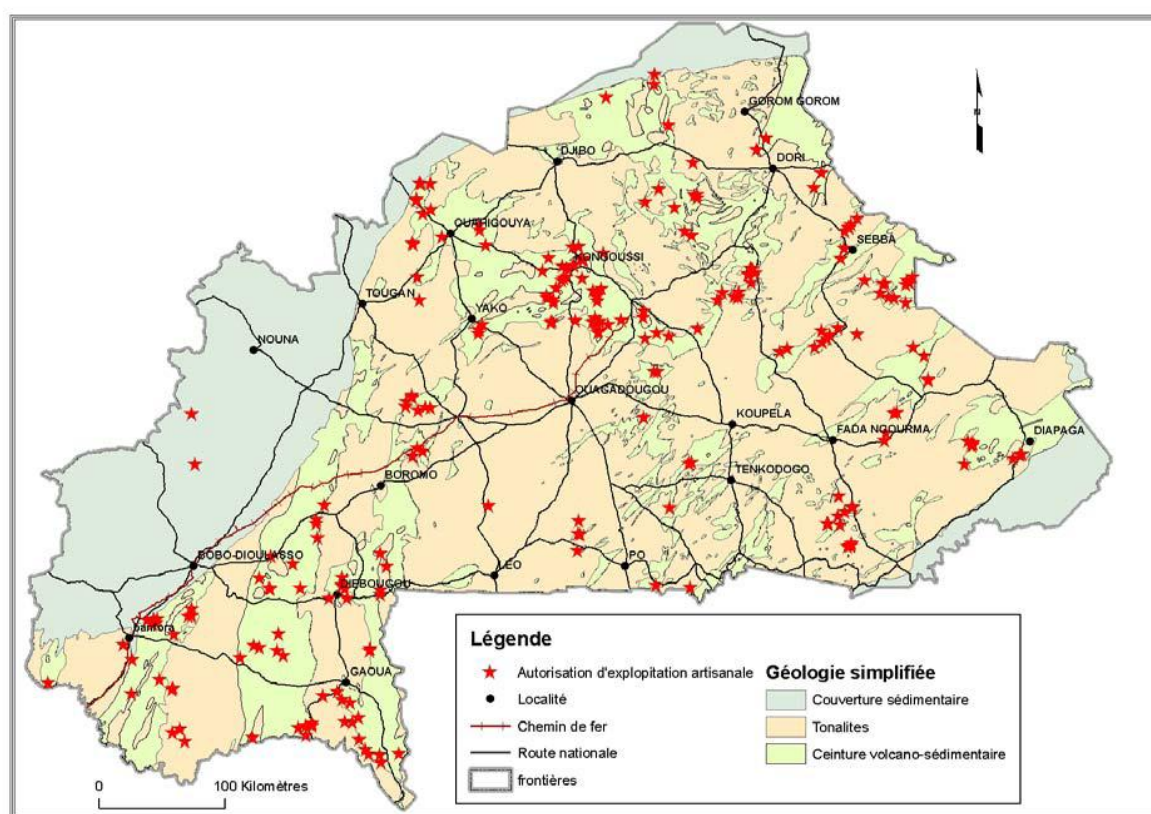 N
GOROM GOROM
DJIBO
DORI
OUAHIGOUYA
SEBBA
KONGOUSSI
TOUGAN
YAKO
NOUNA
OUAGADOUGOU
KOUPELA
FADA NGOURMA
DIAPAGA
TENKODOGO
BOROMO
BOBO-DIOULASSO
LEO
PO
DIEBOUGOU
banfora
GAOUA
Légende
Autorisation d'explopitation artisanale
Localité
Chemin de fer
Route nationale
frontières
Géologie simplifiée
Couverture sédimentaire
Tonalites
Ceinture volcano-sédimentaire
0 100 Kilomètres